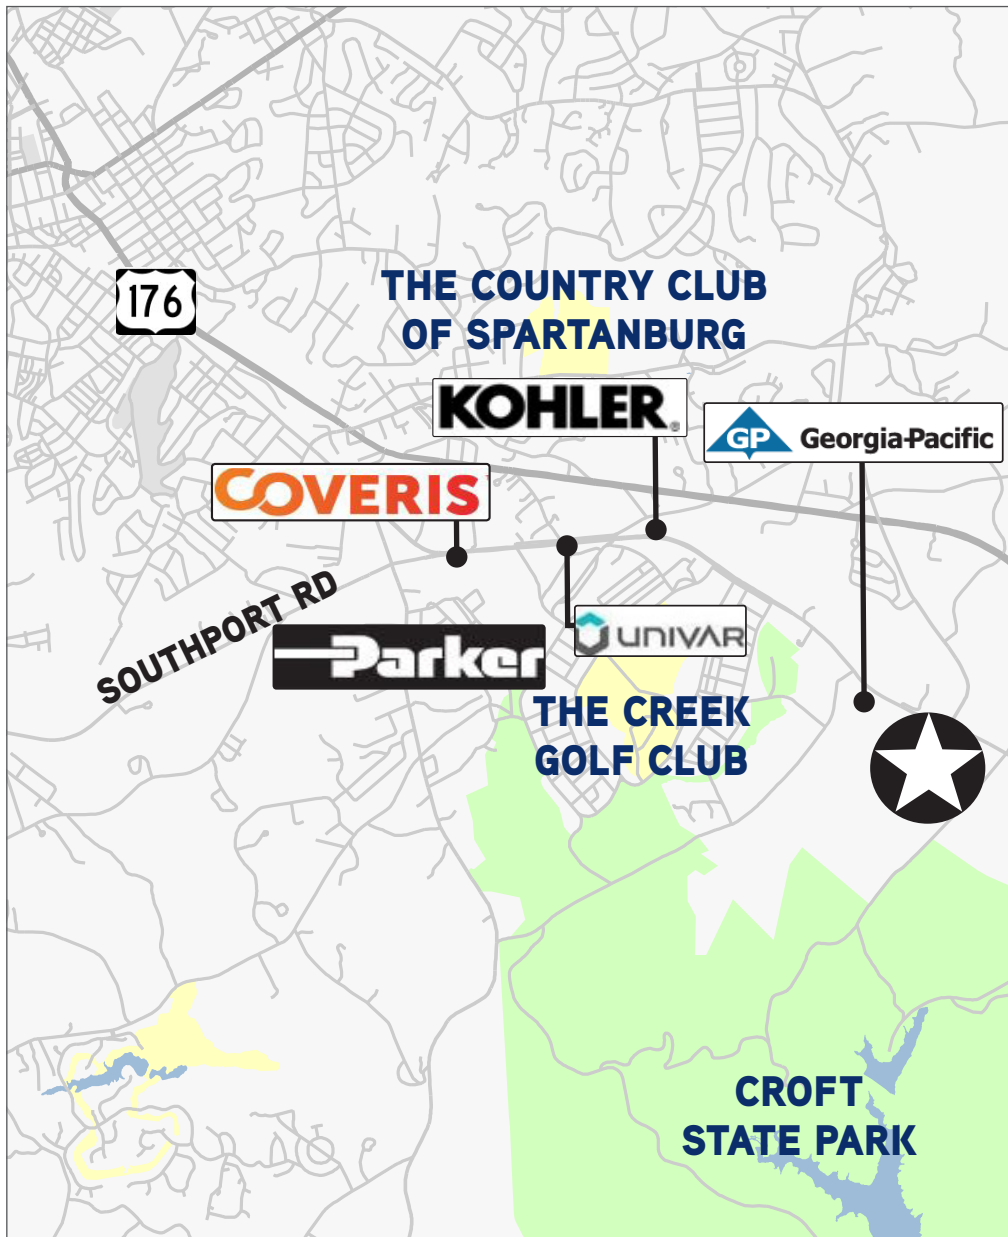 176
THE COUNTRY CLUB
OF SPARTANBURG
KOHLER®
GP Georgia-Pacific
COVERIS
SOUTHPORT RD
Parker
UNIVAR
THE CREEK
GOLF CLUB
CROFT
STATE PARK